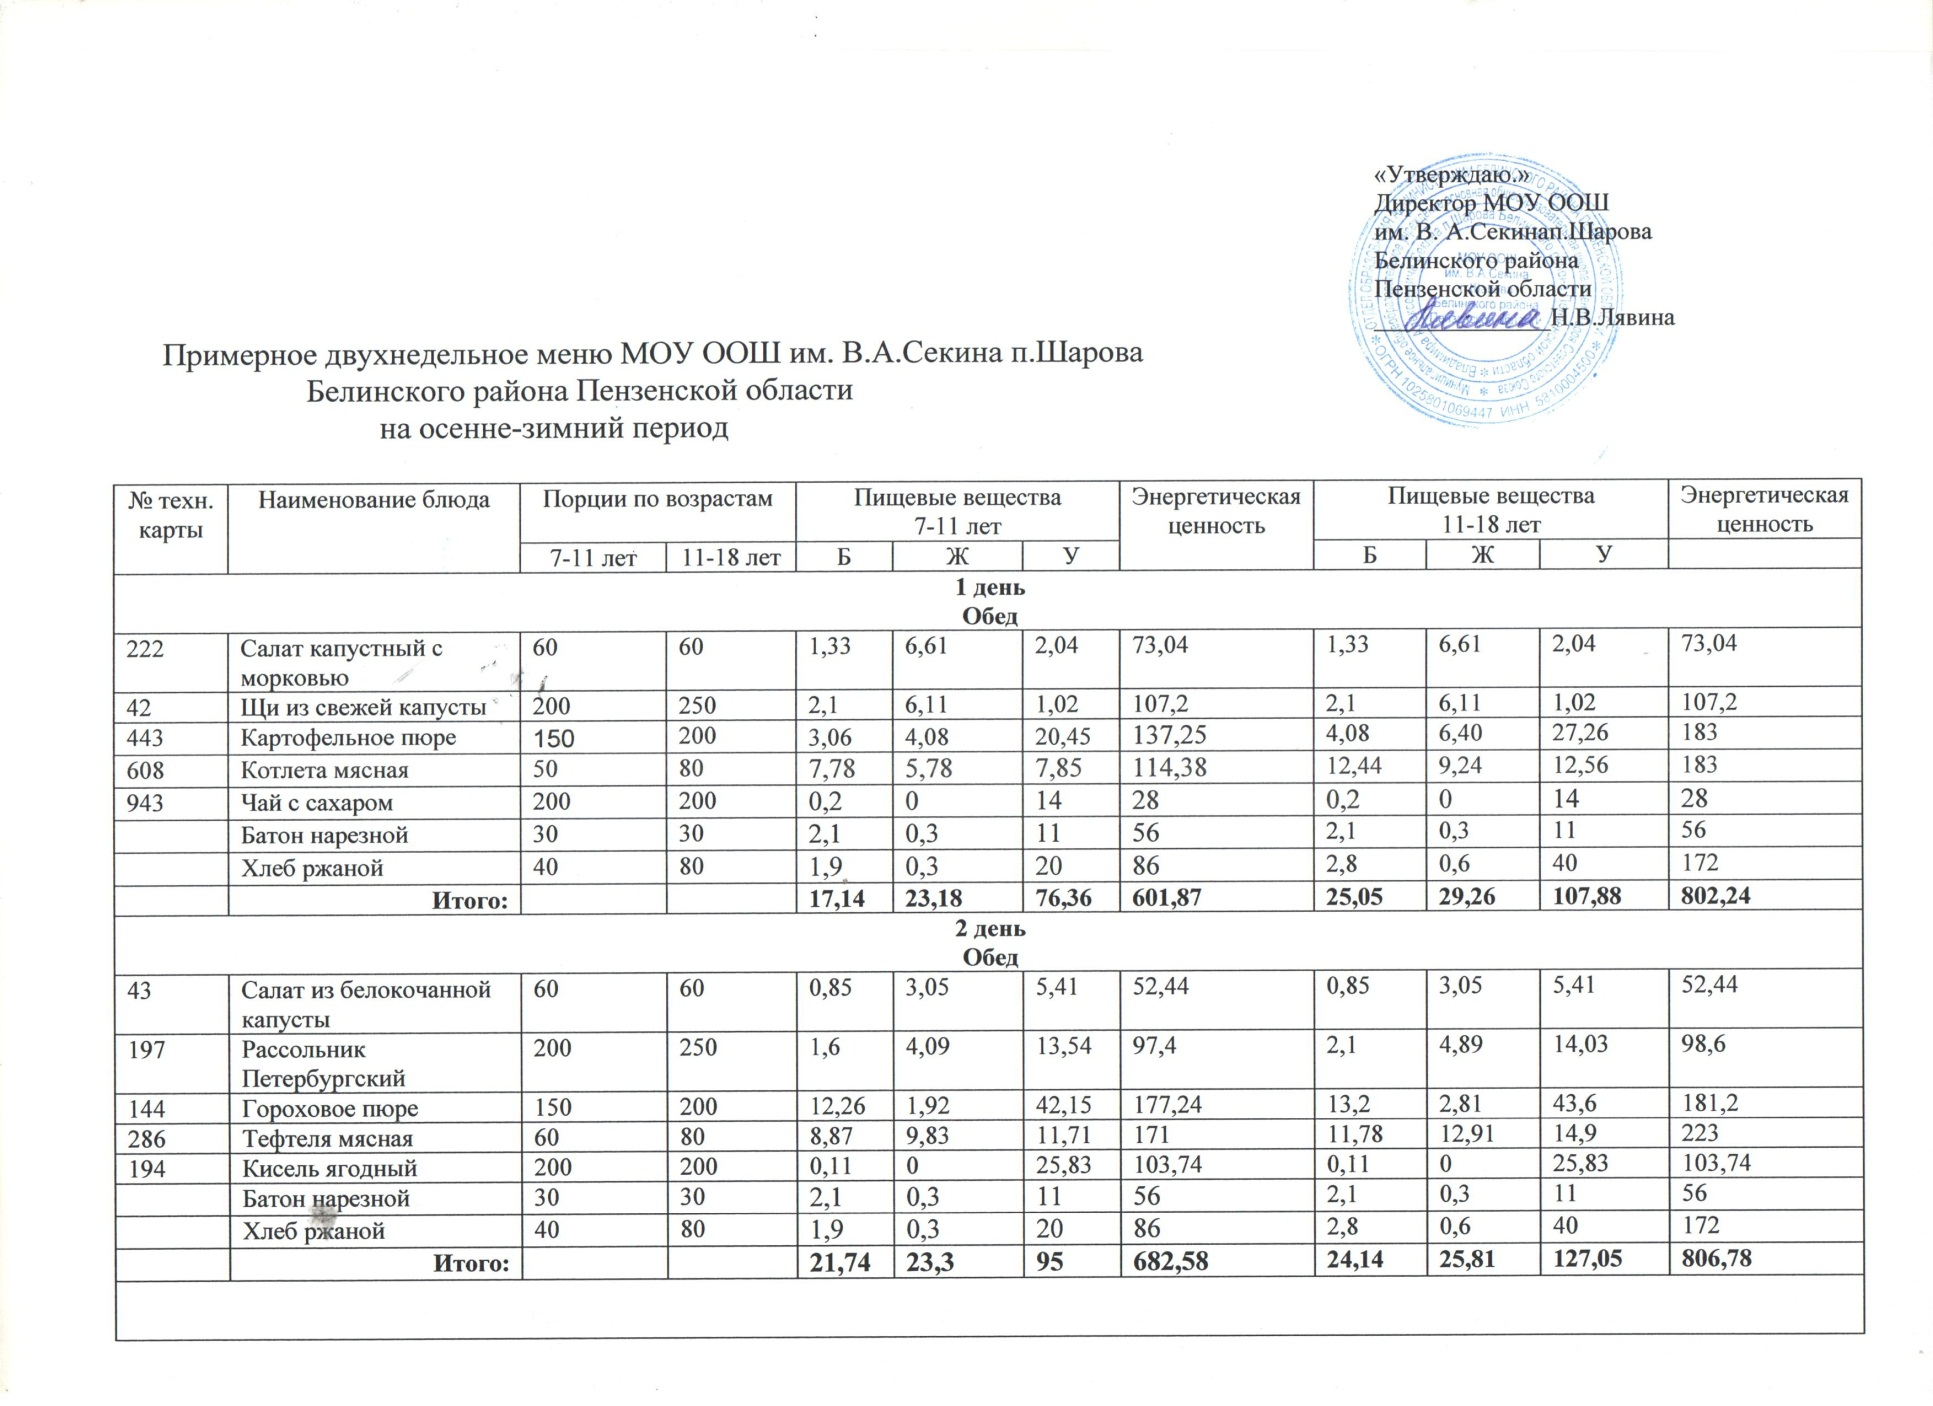 «Утверждаю.»
Директор МОУ ООШ
им. В. А.Секинап.Шарова
Белинского района
Пензенской области
Лявина Н.В.Лявина
ОГРН 1025801069447 ИНН 5810004500
Примерное двухнедельное меню МОУ ООШ им. В.А.Секина п.Шарова
Белинского района Пензенской области
на осенне-зимний период
№ техн. карты Наименование блюда Порции по возрастам Пищевые вещества 7-11 лет Энергетическая ценность Пищевые вещества 11-18 лет Энергетическая ценность
7-11 лет 11-18 лет Б Ж У Б Ж У
1 день
Обед
222 Салат капустный с морковью 60 60 1,33 6,61 2,04 73,04 1,33 6,61 2,04 73,04
42 Щи из свежей капусты 200 250 2,1 6,11 1,02 107,2 2,1 6,11 1,02 107,2
443 Картофельное пюре 150 200 3,06 4,08 20,45 137,25 4,08 6,40 27,26 183
608 Котлета мясная 50 80 7,78 5,78 7,85 114,38 12,44 9,24 12,56 183
943 Чай с сахаром 200 200 0,2 0 14 28 0,2 0 14 28
Батон нарезной 30 30 2,1 0,3 11 56 2,1 0,3 11 56
Хлеб ржаной 40 80 1,9 0,3 20 86 2,8 0,6 40 172
Итого: 17,14 23,18 76,36 601,87 25,05 29,26 107,88 802,24
2 день
Обед
43 Салат из белокочанной капусты 60 60 0,85 3,05 5,41 52,44 0,85 3,05 5,41 52,44
197 Рассольник Петербургский 200 250 1,6 4,09 13,54 97,4 2,1 4,89 14,03 98,6
144 Гороховое пюре 150 200 12,26 1,92 42,15 177,24 13,2 2,81 43,6 181,2
286 Тефтеля мясная 60 80 8,87 9,83 11,71 171 11,78 12,91 14,9 223
194 Кисель ягодный 200 200 0,11 0 25,83 103,74 0,11 0 25,83 103,74
Батон нарезной 30 30 2,1 0,3 11 56 2,1 0,3 11 56
Хлеб ржаной 40 80 1,9 0,3 20 86 2,8 0,6 40 172
Итого: 21,74 23,3 95 682,58 24,14 25,81 127,05 806,78